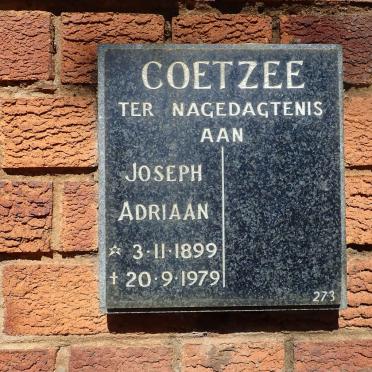 COETZEE
TER NAGEDAGTENIS
AAN
JOSEPH
ADRIAAN
☆ 3·11·1899
† 20·9·1979
273